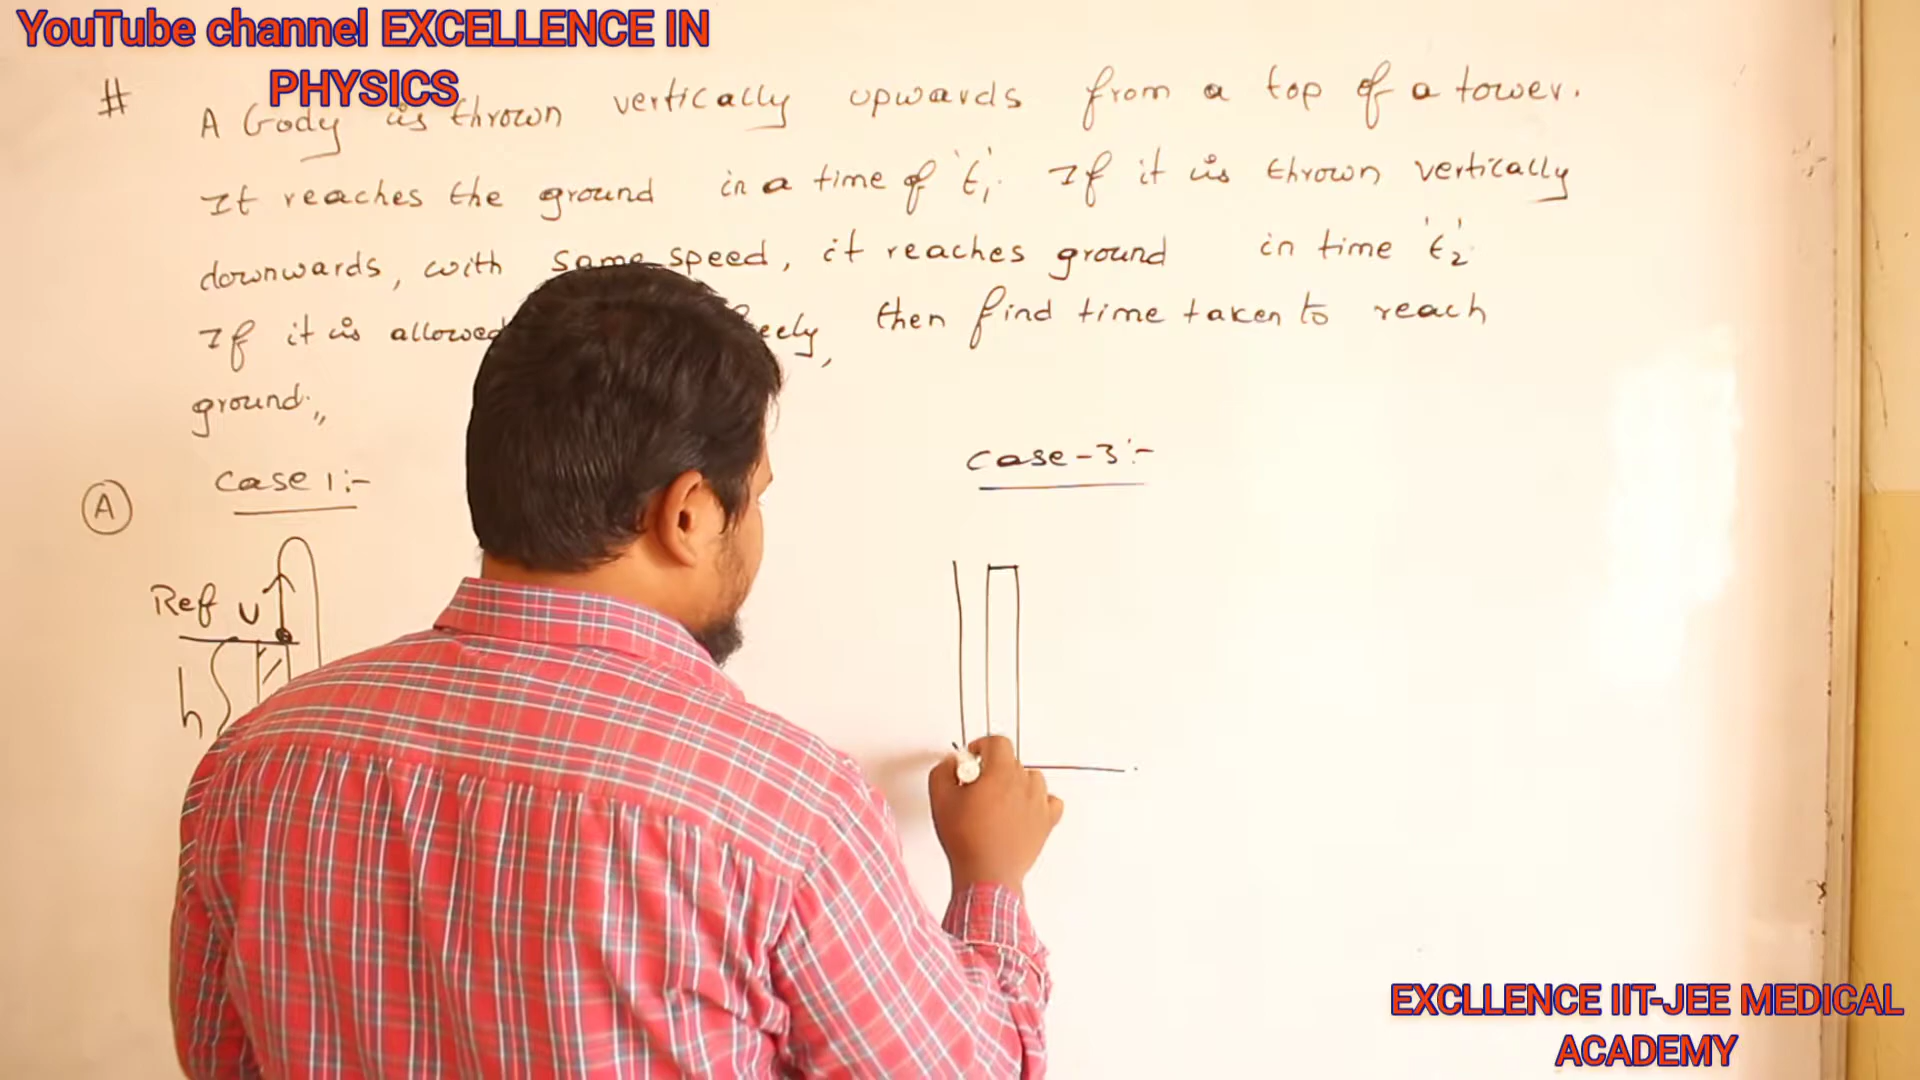 YouTube channel EXCELLENCE IN
PHYSICS
# A body is thrown vertically upwards from a top of a tower.
It reaches the ground in a time of 't₁'. If it is thrown vertically
downwards, with same speed, it reaches ground in time 't₂'.
If it is allowed eely, then find time taken to reach
ground.,,
Case-3:-
A Case 1:-
Ref u
h
EXCLLENCE IIT-JEE MEDICAL
ACADEMY